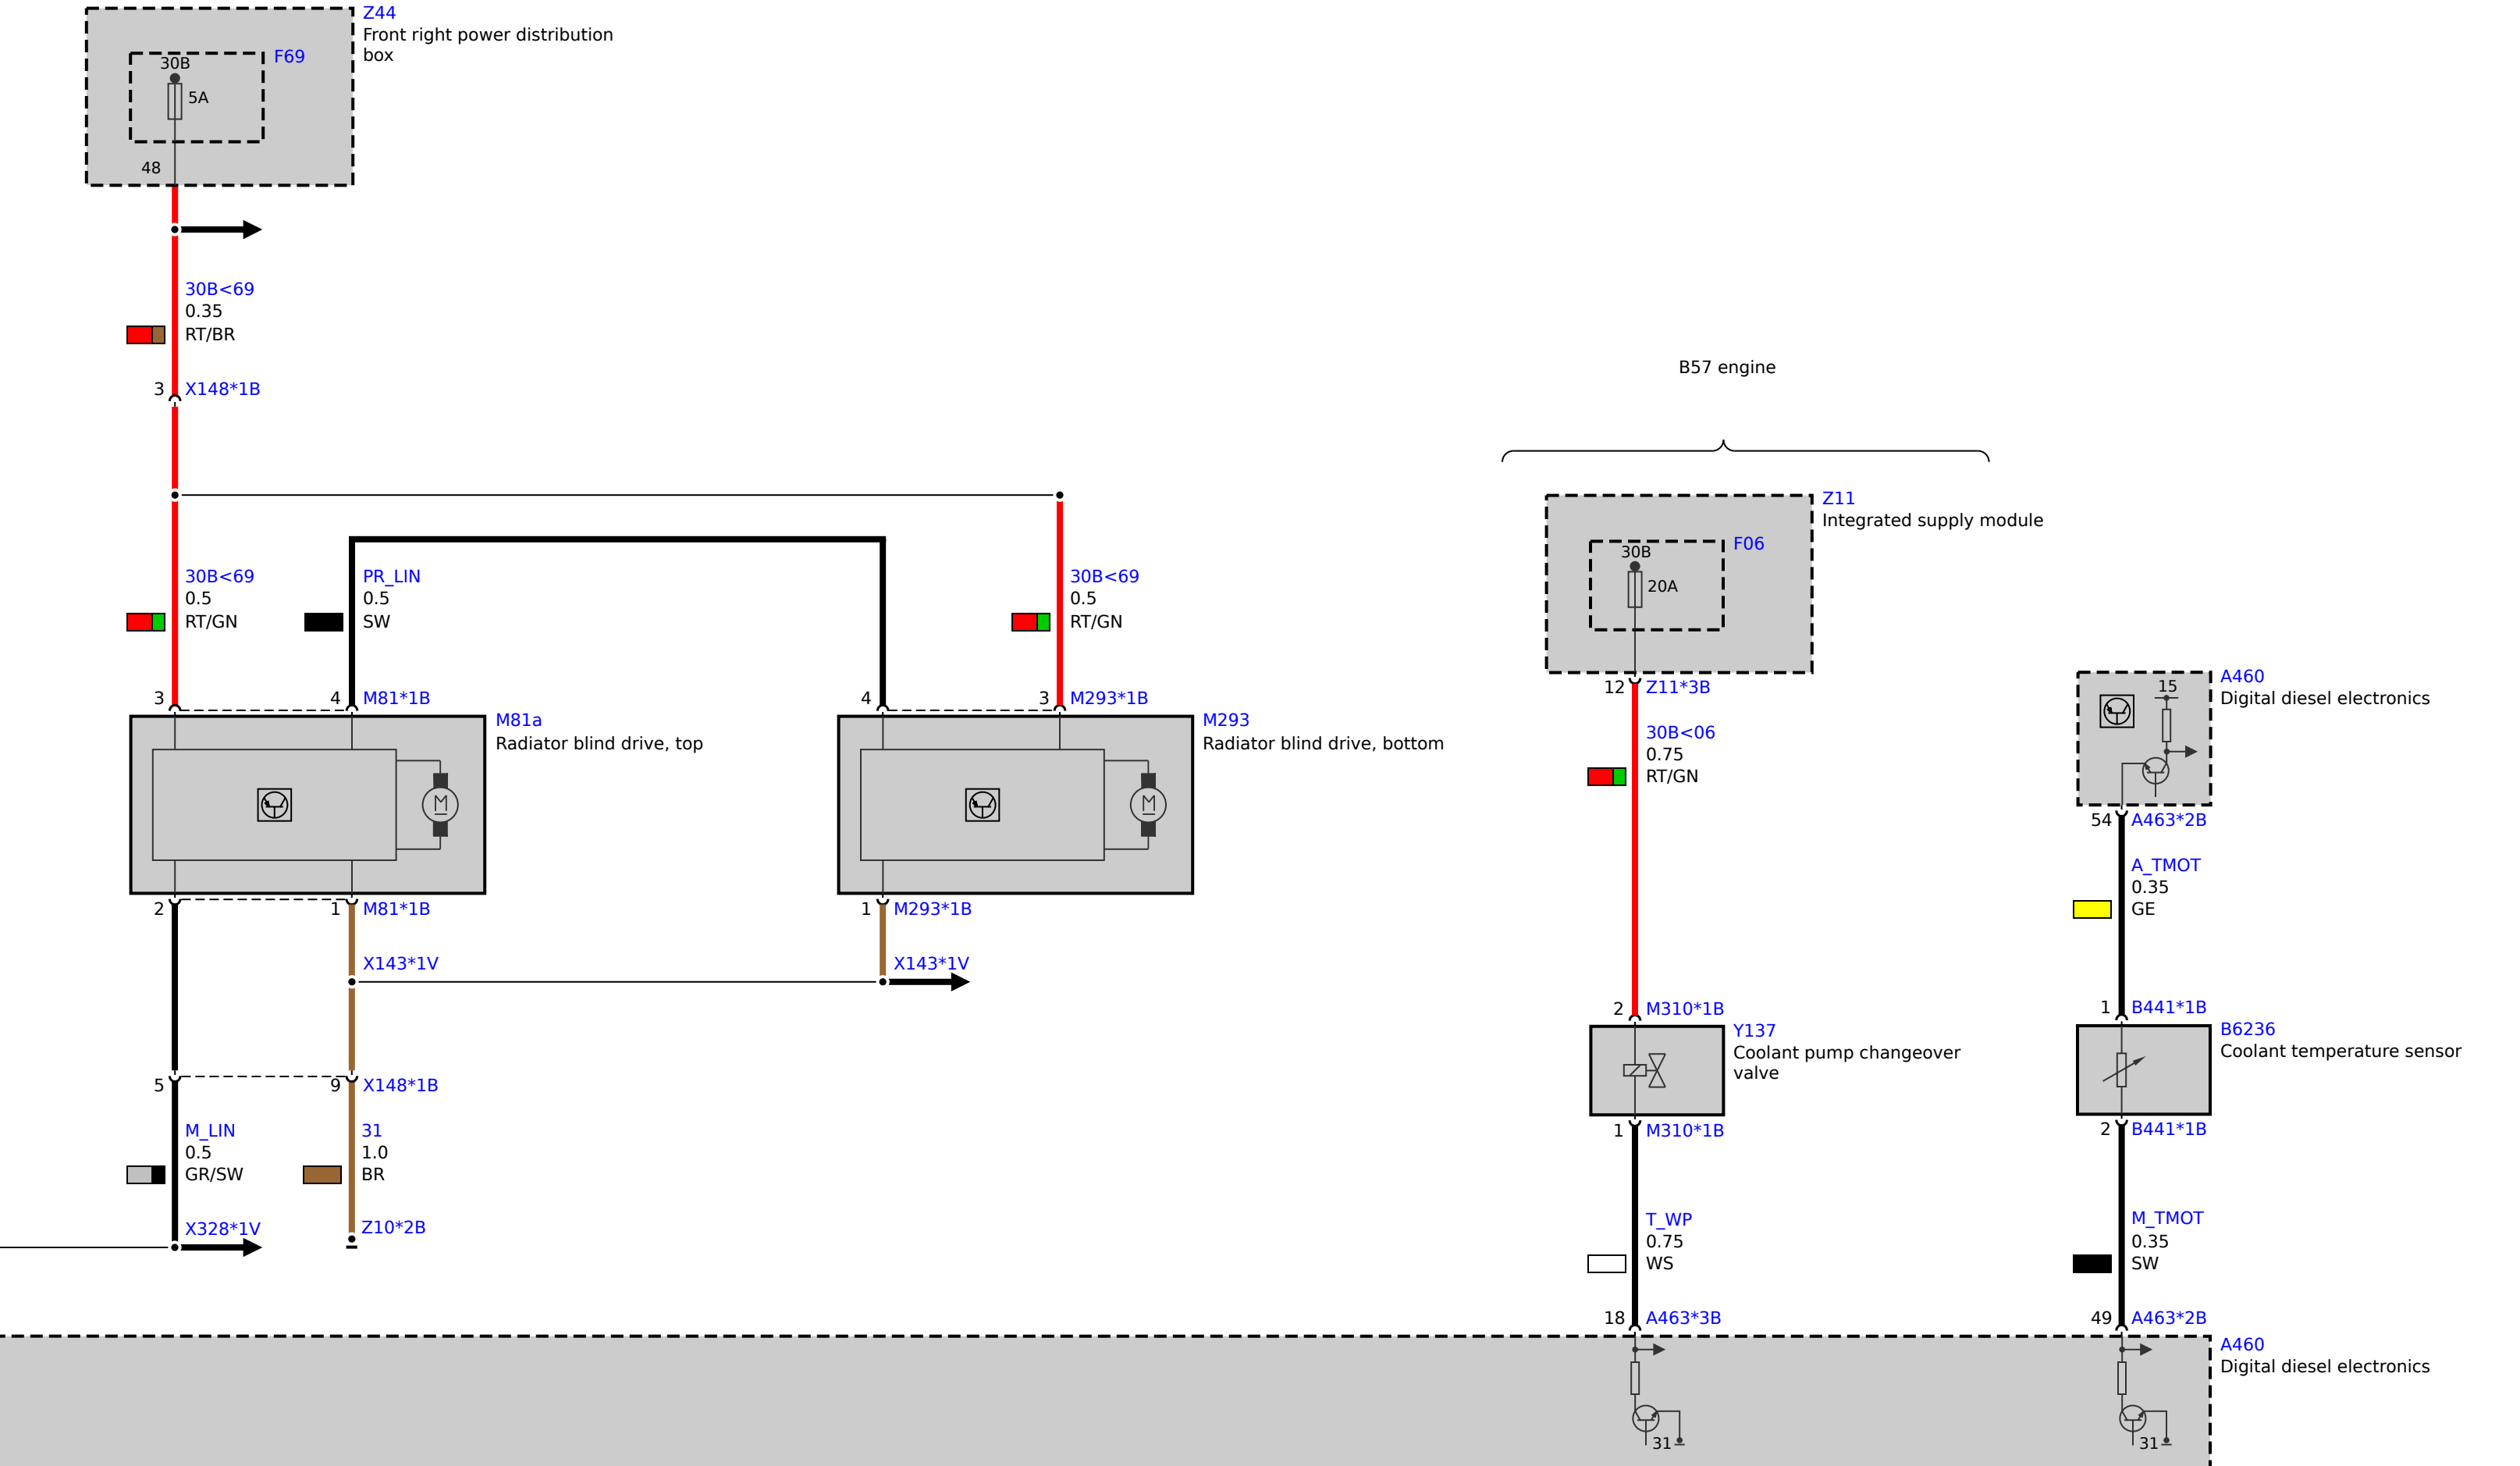 Z44
Front right power distribution
box
F69
30B
5A
48
30B<69
0.35
RT/BR
3 X148*1B
B57 engine
Z11
Integrated supply module
F06
30B
20A
30B<69
0.5
RT/GN
PR_LIN
0.5
SW
30B<69
0.5
RT/GN
3 4 M81*1B
4 3 M293*1B
12 Z11*3B
A460
Digital diesel electronics
15
M81a
Radiator blind drive, top
M
M293
Radiator blind drive, bottom
M
30B<06
0.75
RT/GN
54 A463*2B
A_TMOT
0.35
GE
2 1 M81*1B
1 M293*1B
X143*1V
X143*1V
2 M310*1B
1 B441*1B
Y137
Coolant pump changeover
valve
B6236
Coolant temperature sensor
5 9 X148*1B
1 M310*1B
2 B441*1B
M_LIN
0.5
GR/SW
31
1.0
BR
X328*1V
Z10*2B
T_WP
0.75
WS
M_TMOT
0.35
SW
18 A463*3B
49 A463*2B
A460
Digital diesel electronics
31
31